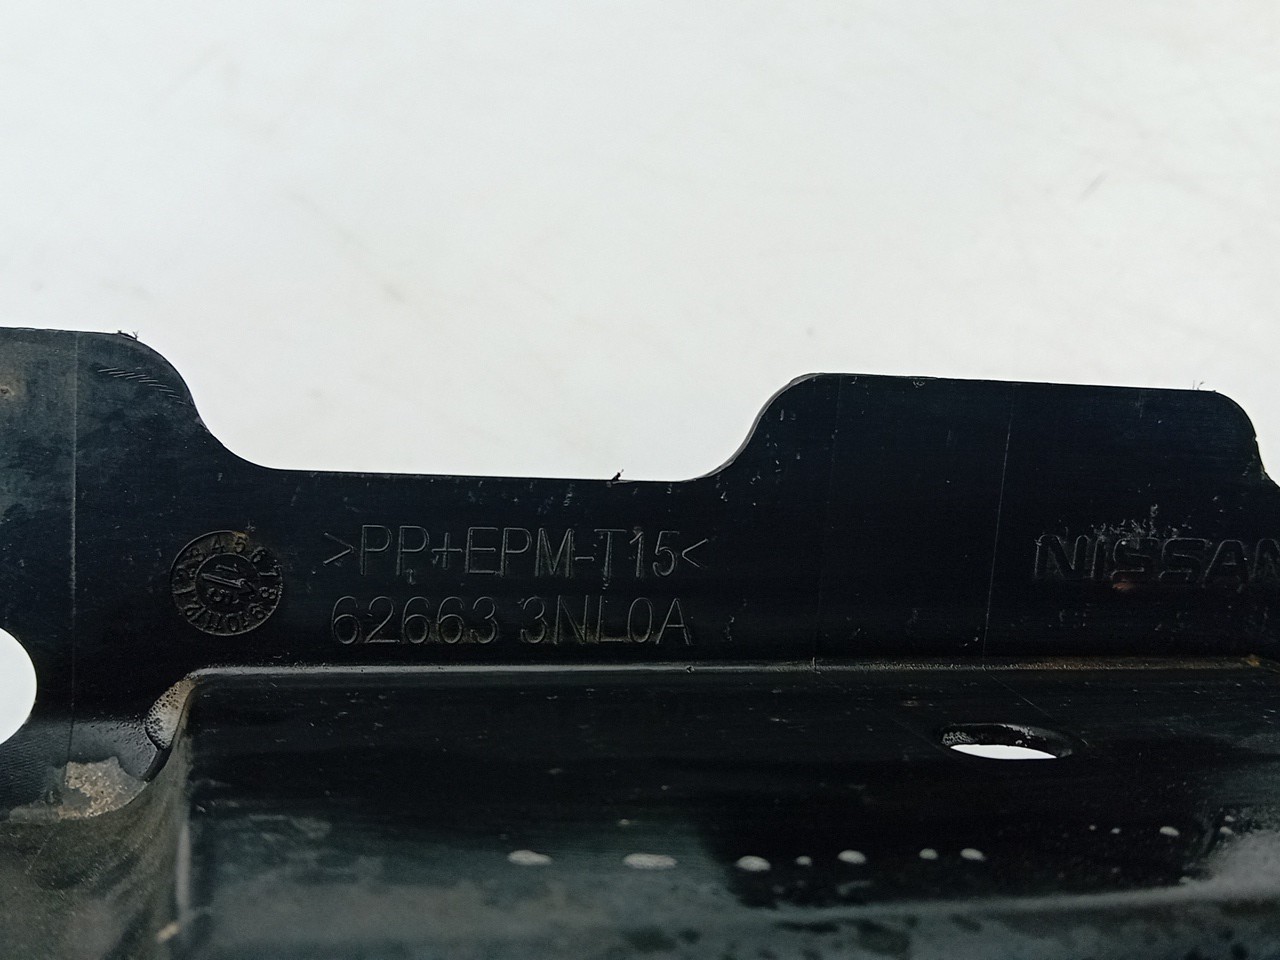 >PP+EPM-T15<
62663 3NL0A
NISSAN